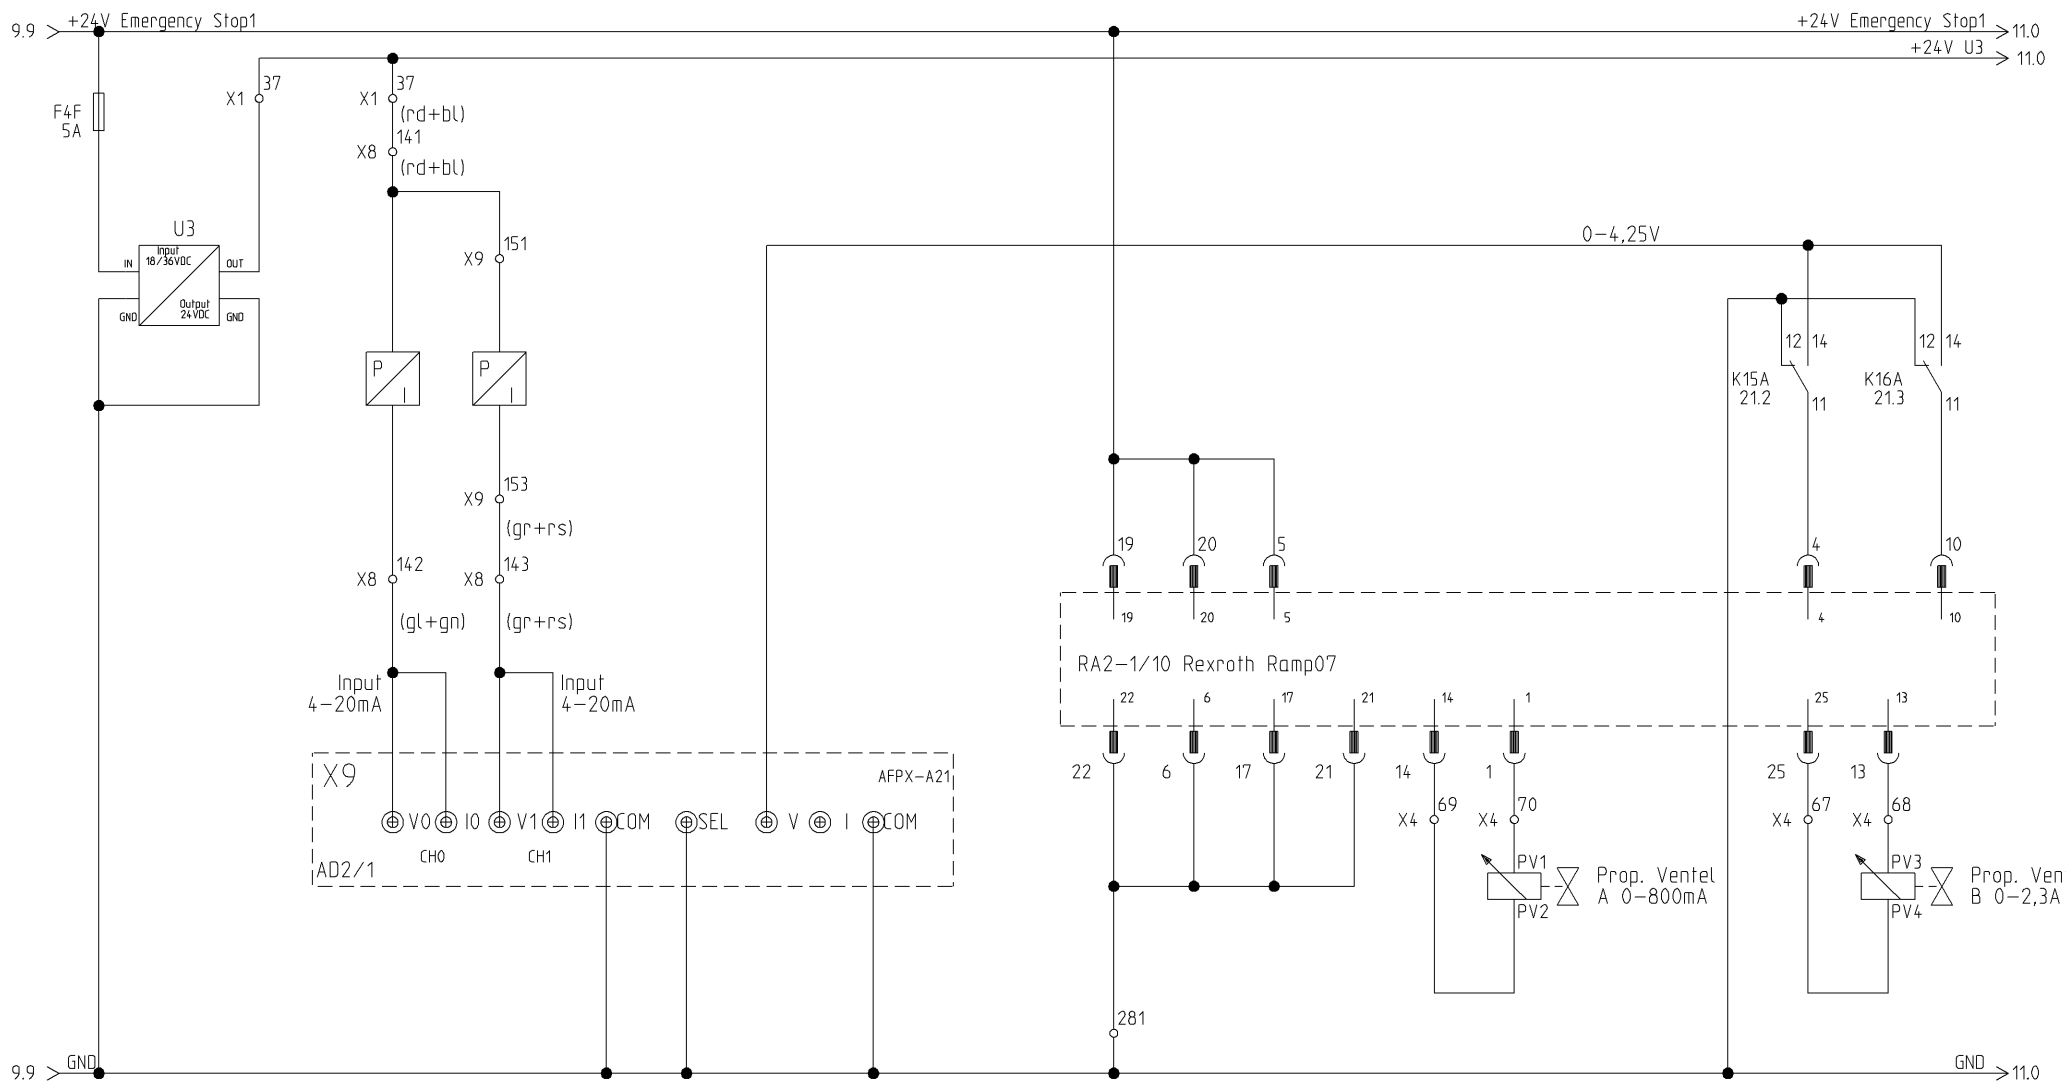 9.9
+24V Emergency Stop1
+24V Emergency Stop1
11.0
+24V U3
11.0
37
X1
37
X1
(rd+bl)
F4F
5A
141
X8
(rd+bl)
U3
Input
18/36VDC
IN
OUT
Output
24VDC
GND
GND
151
X9
0-4,25V
12
14
12
14
K15A
21.2
K16A
21.3
11
11
P
I
P
I
153
X9
(gr+rs)
142
X8
143
X8
(gl+gn)
(gr+rs)
19
20
5
4
10
19
20
5
4
10
RA2-1/10 Rexroth Ramp07
Input
4-20mA
Input
4-20mA
22
6
17
21
14
1
25
13
22
6
17
21
14
1
25
13
X9
AFPX-A21
V0
I0
V1
I1
COM
SEL
V
I
COM
CH0
CH1
AD2/1
69
X4
70
X4
67
X4
68
X4
PV1
PV2
Prop. Ventel
A 0-800mA
PV3
PV4
Prop. Ven
B 0-2,3A
281
9.9
GND
GND
11.0